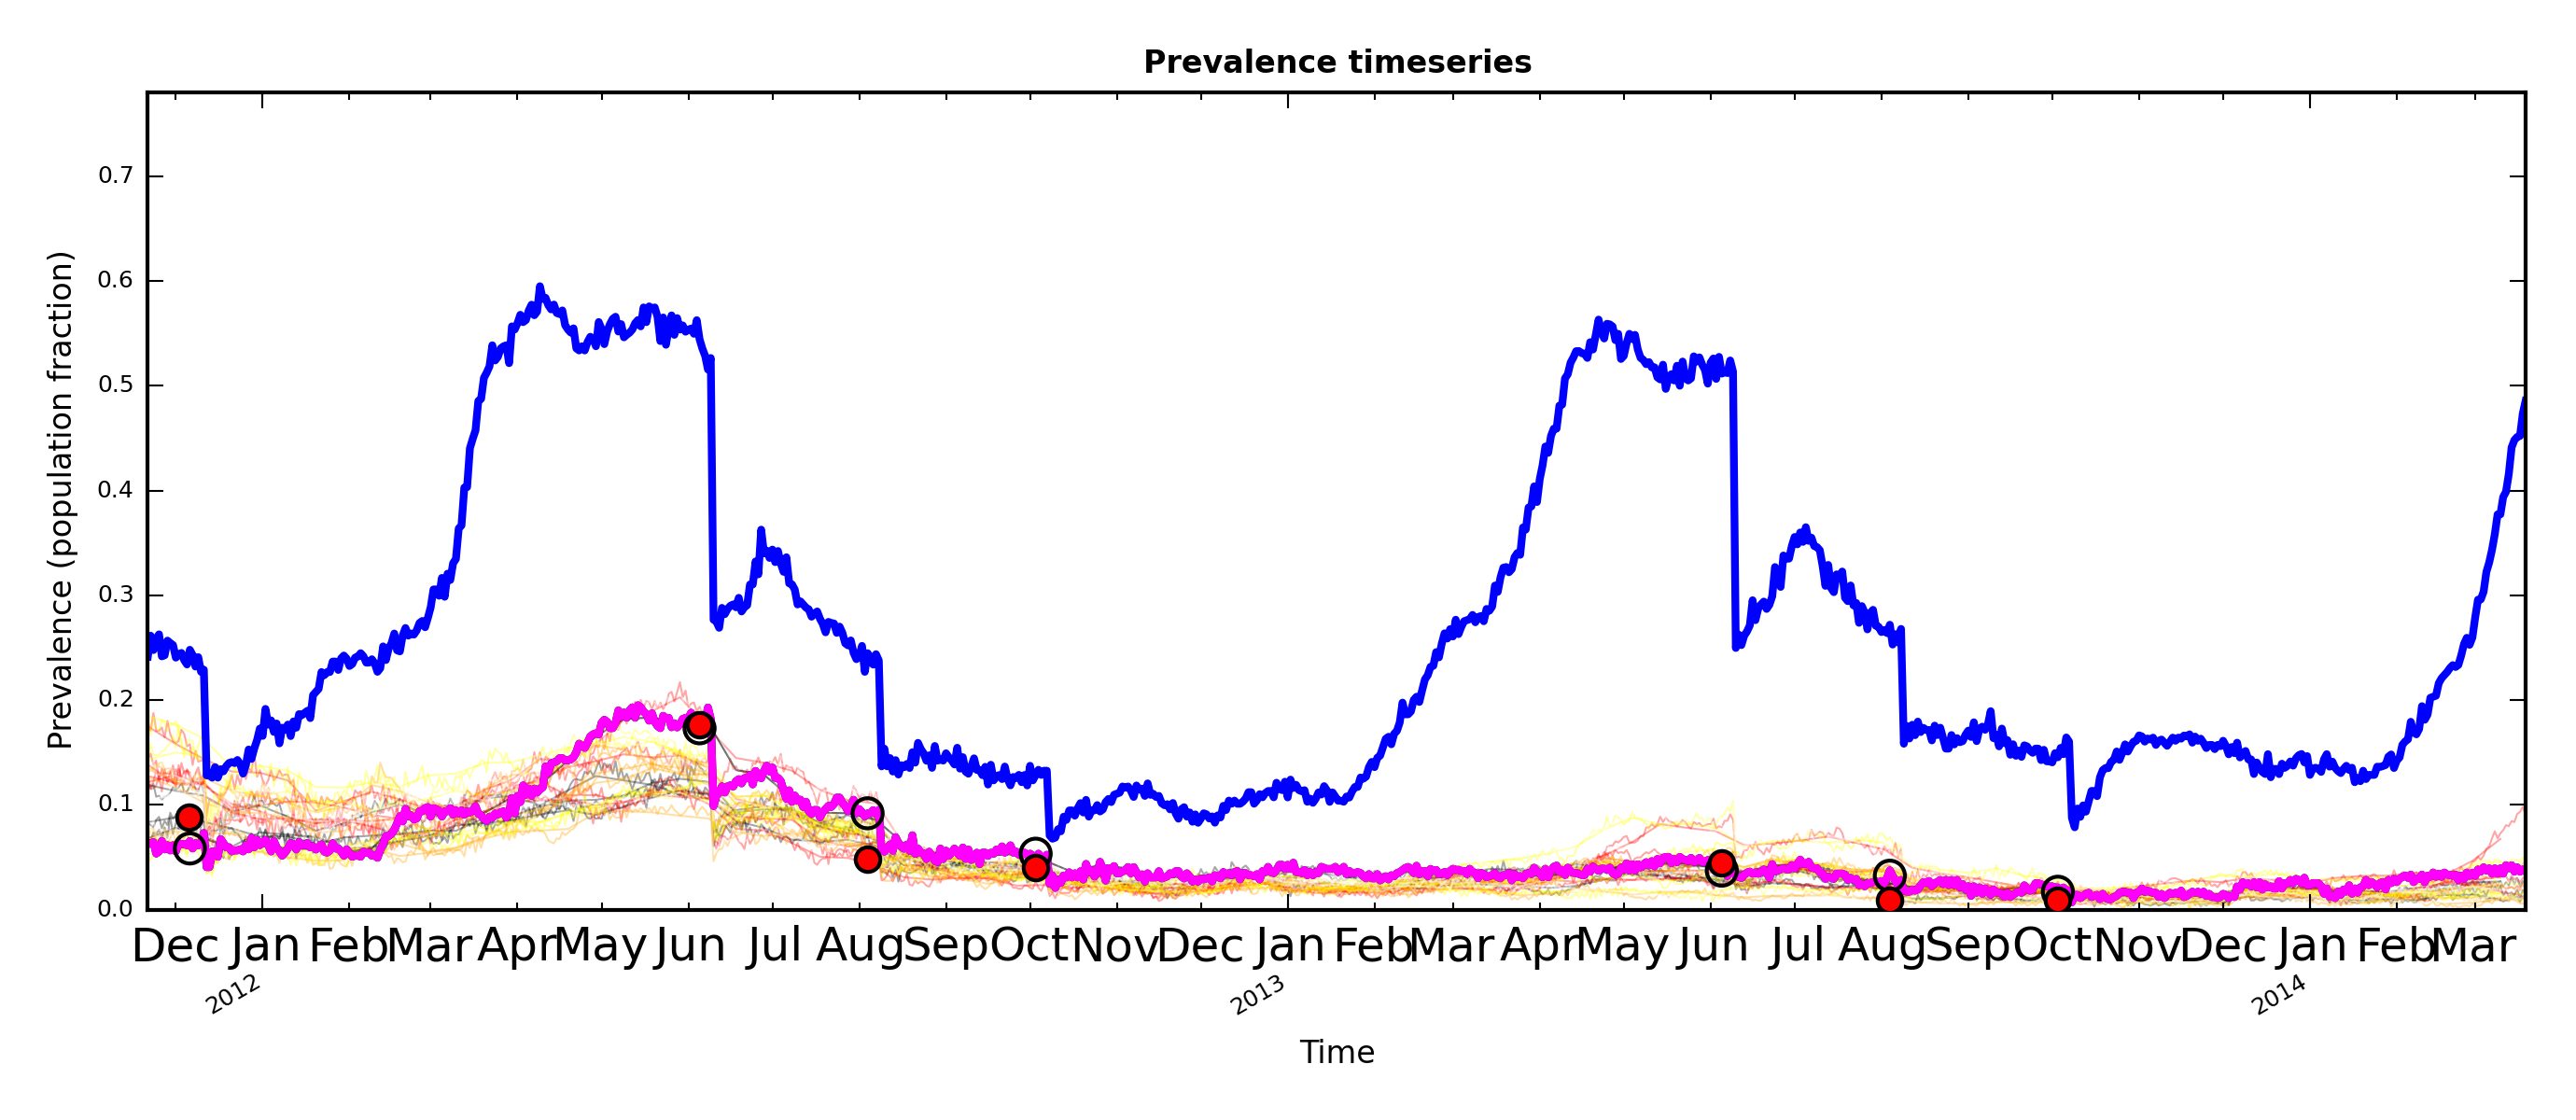 Prevalence timeseries
Prevalence (population fraction)
0.7
0.6
0.5
0.4
0.3
0.2
0.1
0.0
Dec Jan Feb Mar Apr May Jun Jul Aug Sep Oct Nov Dec Jan Feb Mar Apr May Jun Jul Aug Sep Oct Nov Dec Jan Feb Mar
2012 2013 2014
Time